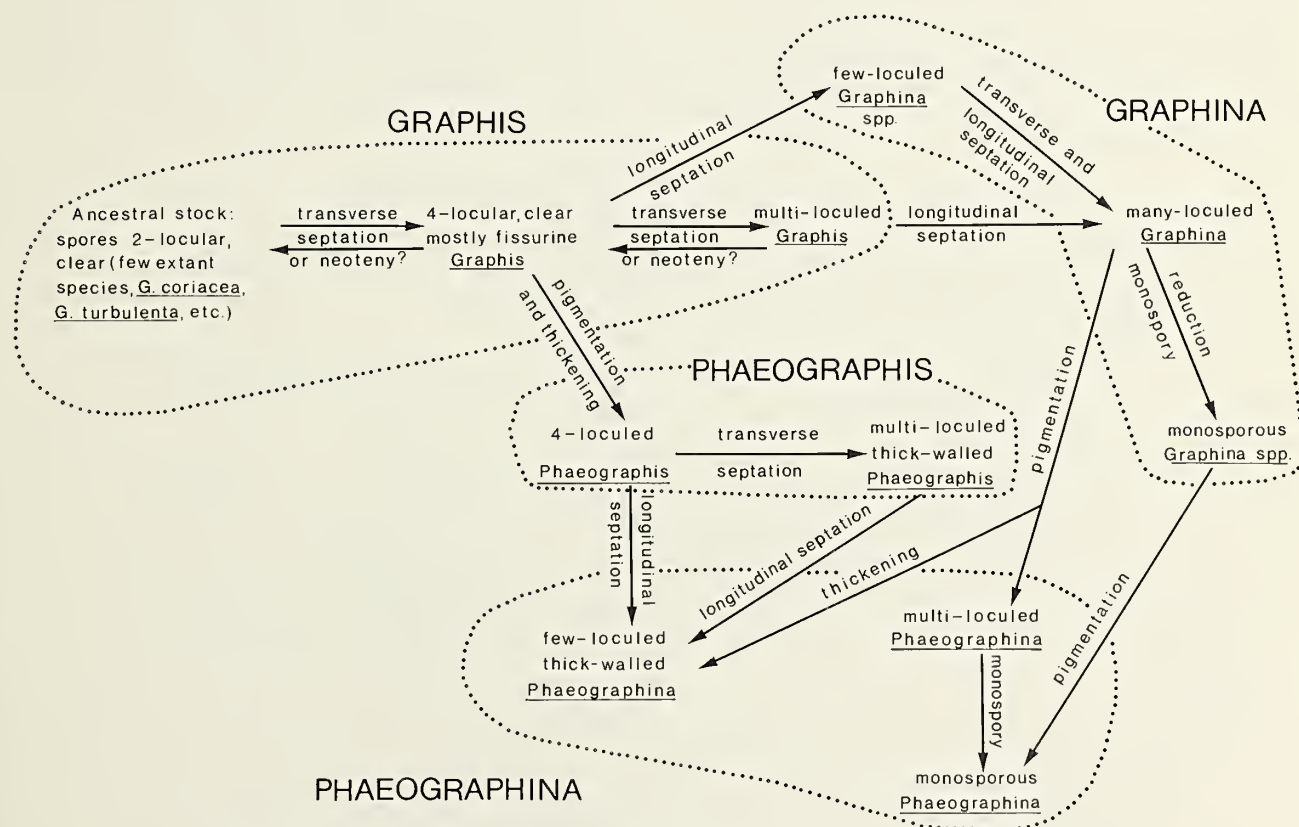 few-loculed
Graphina
spp.
transverse and
longitudinal
septation
GRAPHINA
GRAPHIS
longitudinal
septation
Ancestral stock:
spores 2-locular,
clear (few extant
species, G. coriacea,
G. turbulenta, etc.)
transverse
septation
or neoteny?
4-locular, clear
mostly fissurine
Graphis
transverse
septation
or neoteny?
multi-loculed
Graphis
longitudinal
septation
many-loculed
Graphina
pigmentation
and thickening
reduction
monospory
PHAEOGRAPHIS
pigmentation
4-loculed
Phaeographis
transverse
septation
multi-loculed
thick-walled
Phaeographis
monosporous
Graphina spp.
longitudinal
septation
longitudinal septation
thickening
pigmentation
few-loculed
thick-walled
Phaeographina
multi-loculed
Phaeographina
monospory
monosporous
Phaeographina
PHAEOGRAPHINA